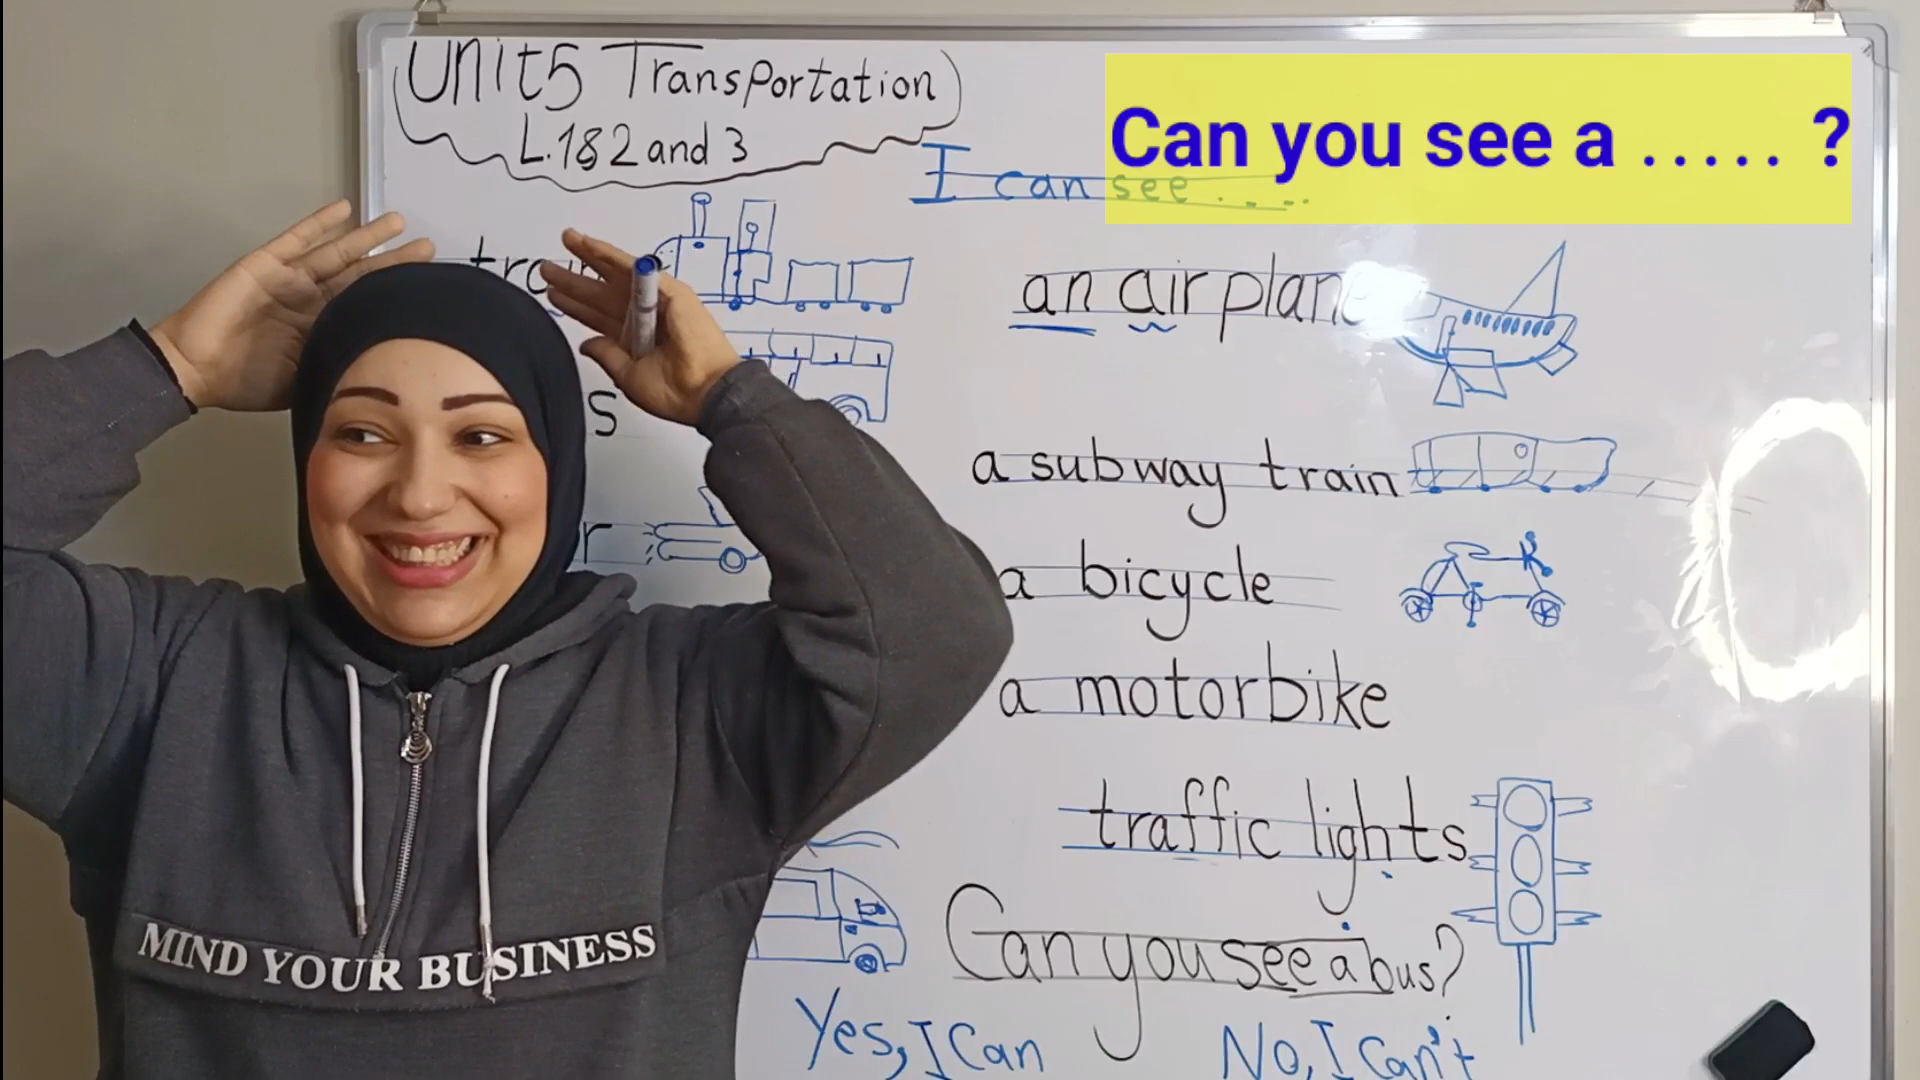 Unit5 Transportation
L.1&2 and 3
I can see....
Can you see a ..... ?
an airplane
a subway train
a bicycle
a motorbike
traffic lights
Can you see a bus?
Yes, I Can
No, I Can't
MIND YOUR BUSINESS